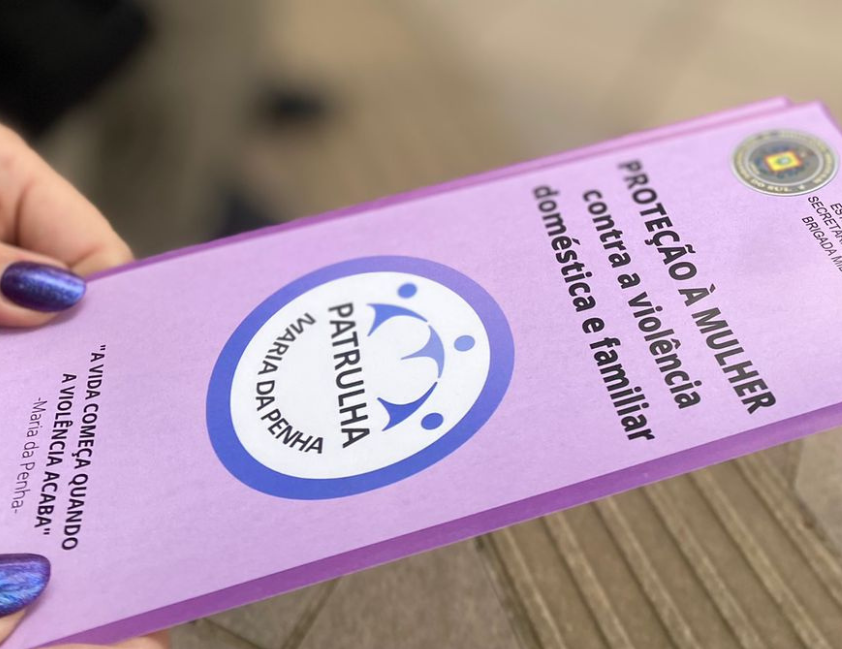 PROTEÇÃO À MULHER
contra a violência
doméstica e familiar
PATRULHA
MARIA DA PENHA
"A VIDA COMEÇA QUANDO
A VIOLÊNCIA ACABA"
-Maria da Penha-